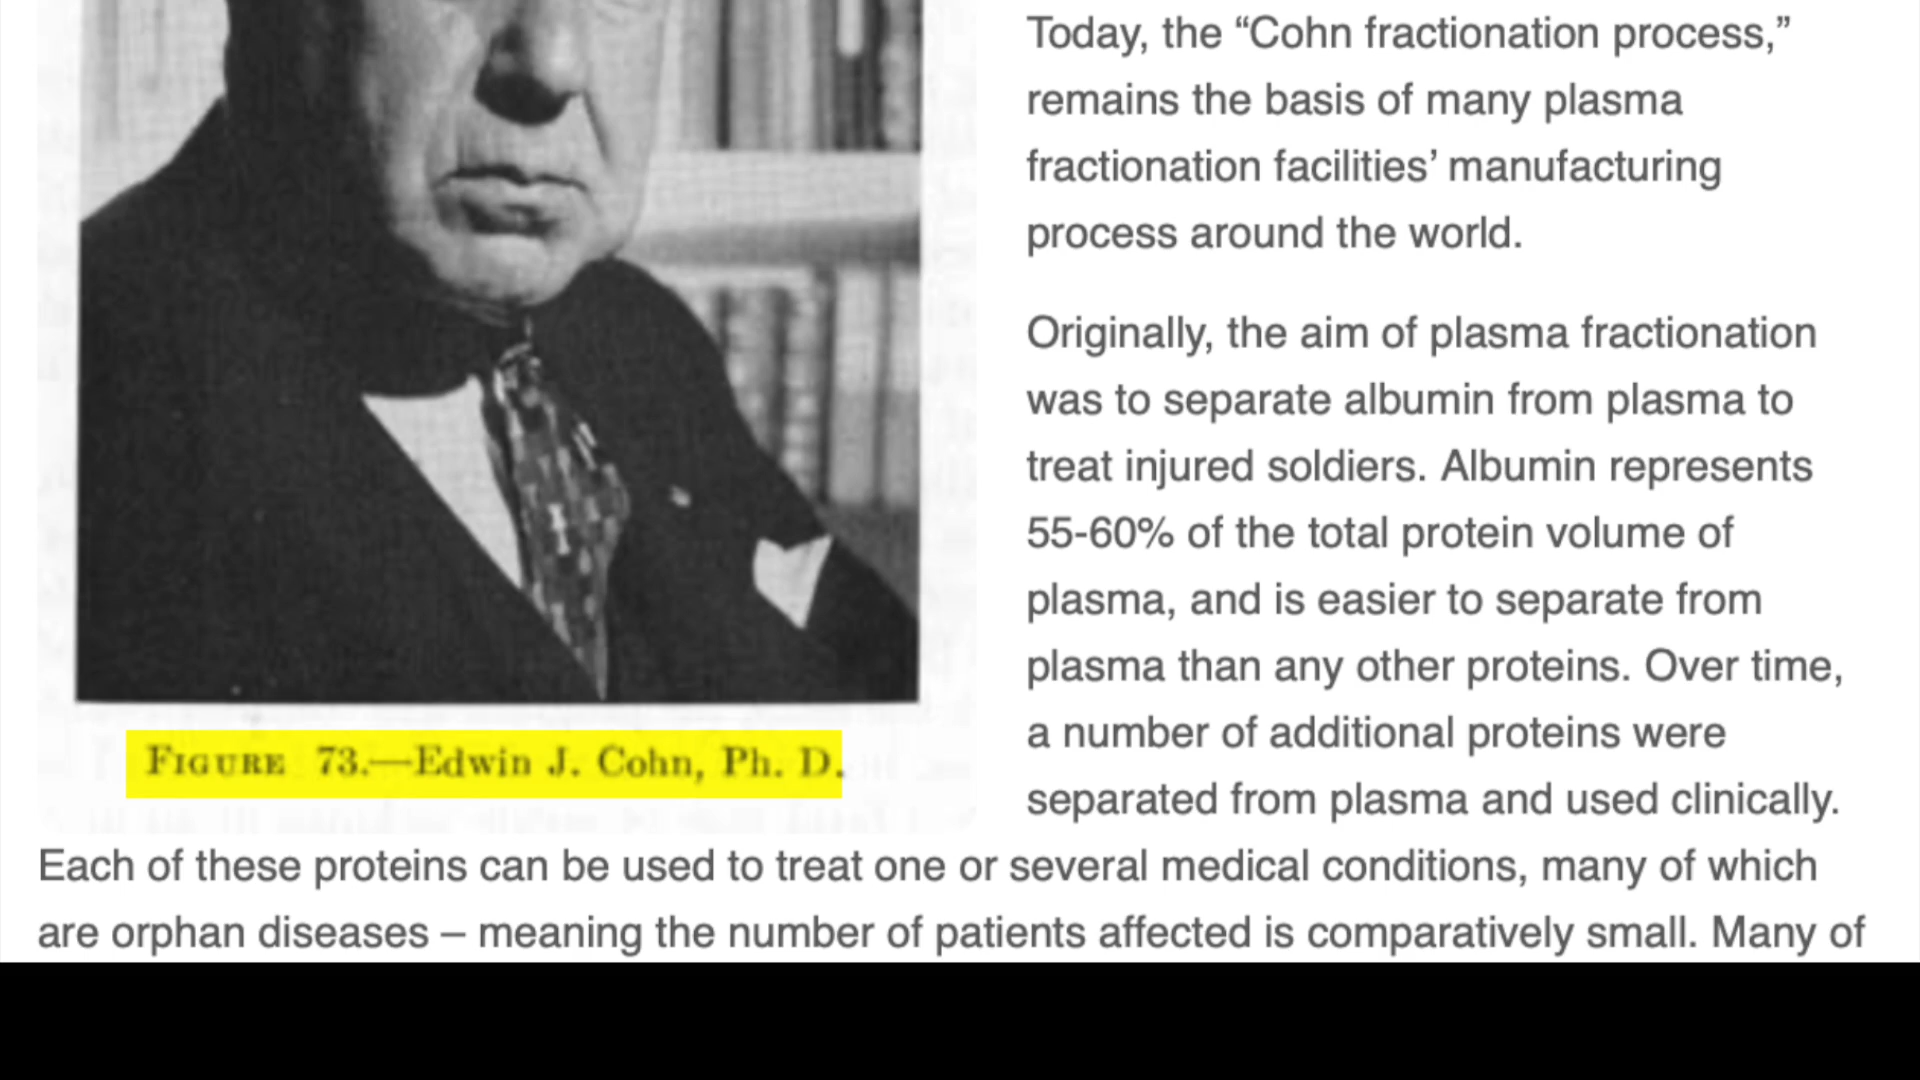 Today, the “Cohn fractionation process,”
remains the basis of many plasma
fractionation facilities’ manufacturing
process around the world.
Originally, the aim of plasma fractionation
was to separate albumin from plasma to
treat injured soldiers. Albumin represents
55-60% of the total protein volume of
plasma, and is easier to separate from
plasma than any other proteins. Over time,
a number of additional proteins were
separated from plasma and used clinically.
FIGURE 73.—Edwin J. Cohn, Ph. D.
Each of these proteins can be used to treat one or several medical conditions, many of which
are orphan diseases – meaning the number of patients affected is comparatively small. Many of